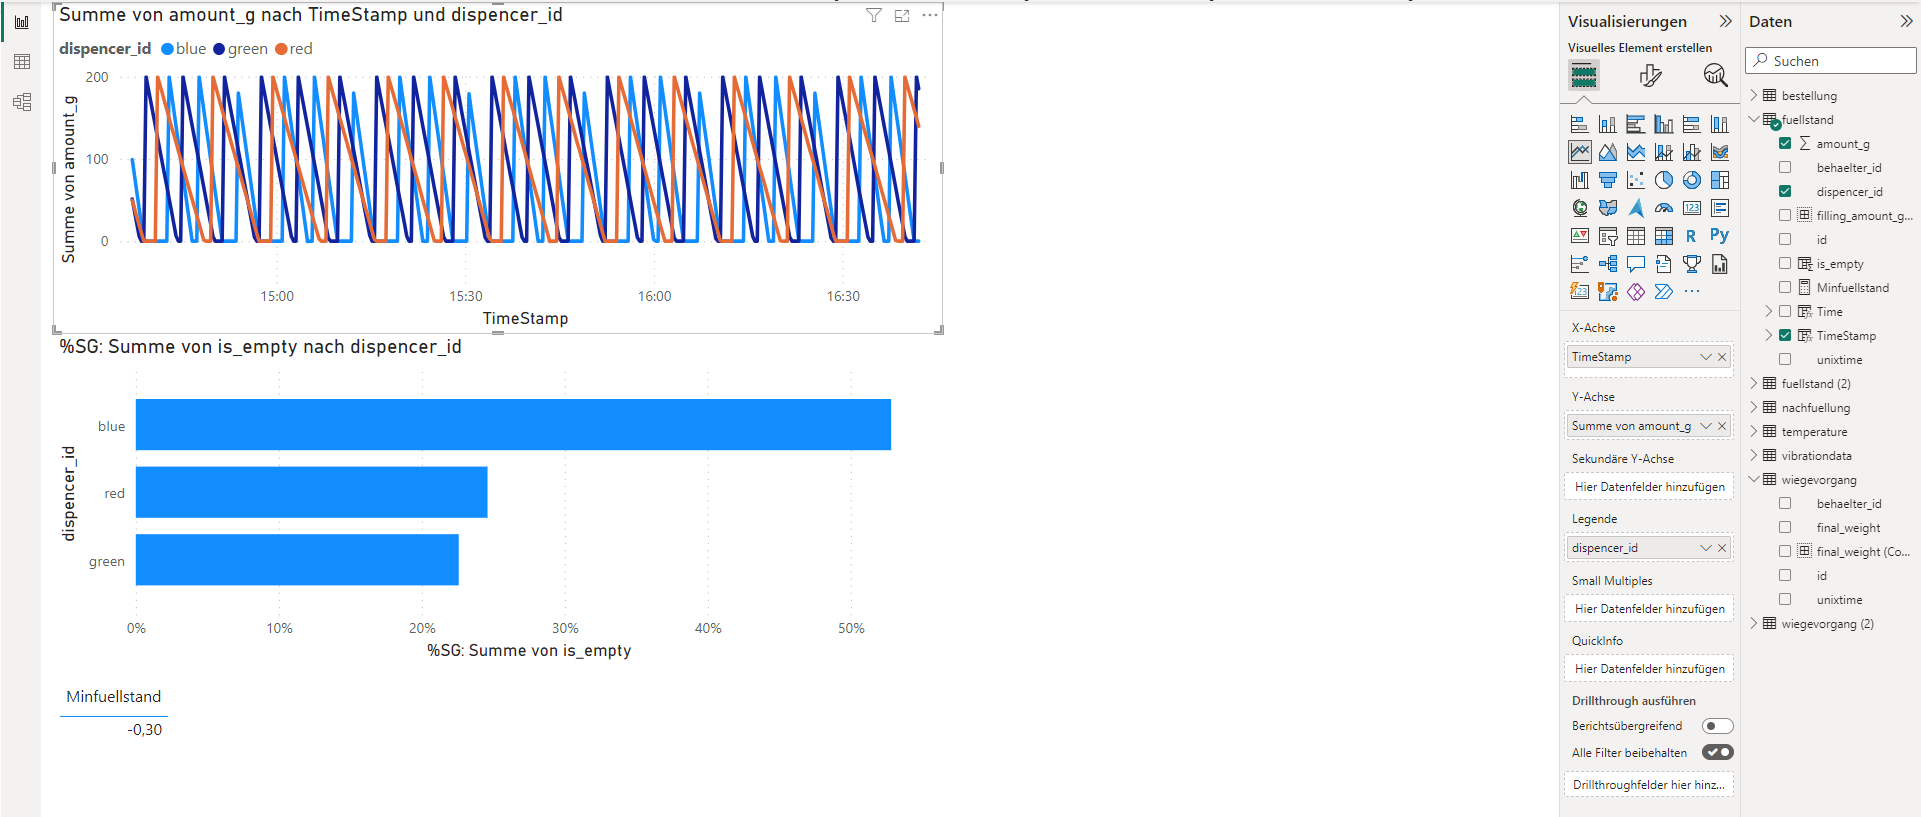 Summe von amount_g nach TimeStamp und dispencer_id
dispencer_id blue green red
200
100
0
Summe von amount_g
15:00 15:30 16:00 16:30
TimeStamp
%SG: Summe von is_empty nach dispencer_id
dispencer_id
blue
red
green
0% 10% 20% 30% 40% 50%
%SG: Summe von is_empty
Minfuellstand
-0,30
Visualisierungen
Visuelles Element erstellen
123
R
Py
123
X-Achse
TimeStamp
Y-Achse
Summe von amount_g
Sekundäre Y-Achse
Hier Datenfelder hinzufügen
Legende
dispencer_id
Small Multiples
Hier Datenfelder hinzufügen
QuickInfo
Hier Datenfelder hinzufügen
Drillthrough ausführen
Berichtsübergreifend
Alle Filter beibehalten
Drillthroughfelder hier hinz...
Daten
Suchen
bestellung
fuellstand
amount_g
behaelter_id
dispencer_id
filling_amount_g...
id
is_empty
Minfuellstand
Time
TimeStamp
unixtime
fuellstand (2)
nachfuellung
temperature
vibrationdata
wiegevorgang
behaelter_id
final_weight
final_weight (Co...
id
unixtime
wiegevorgang (2)